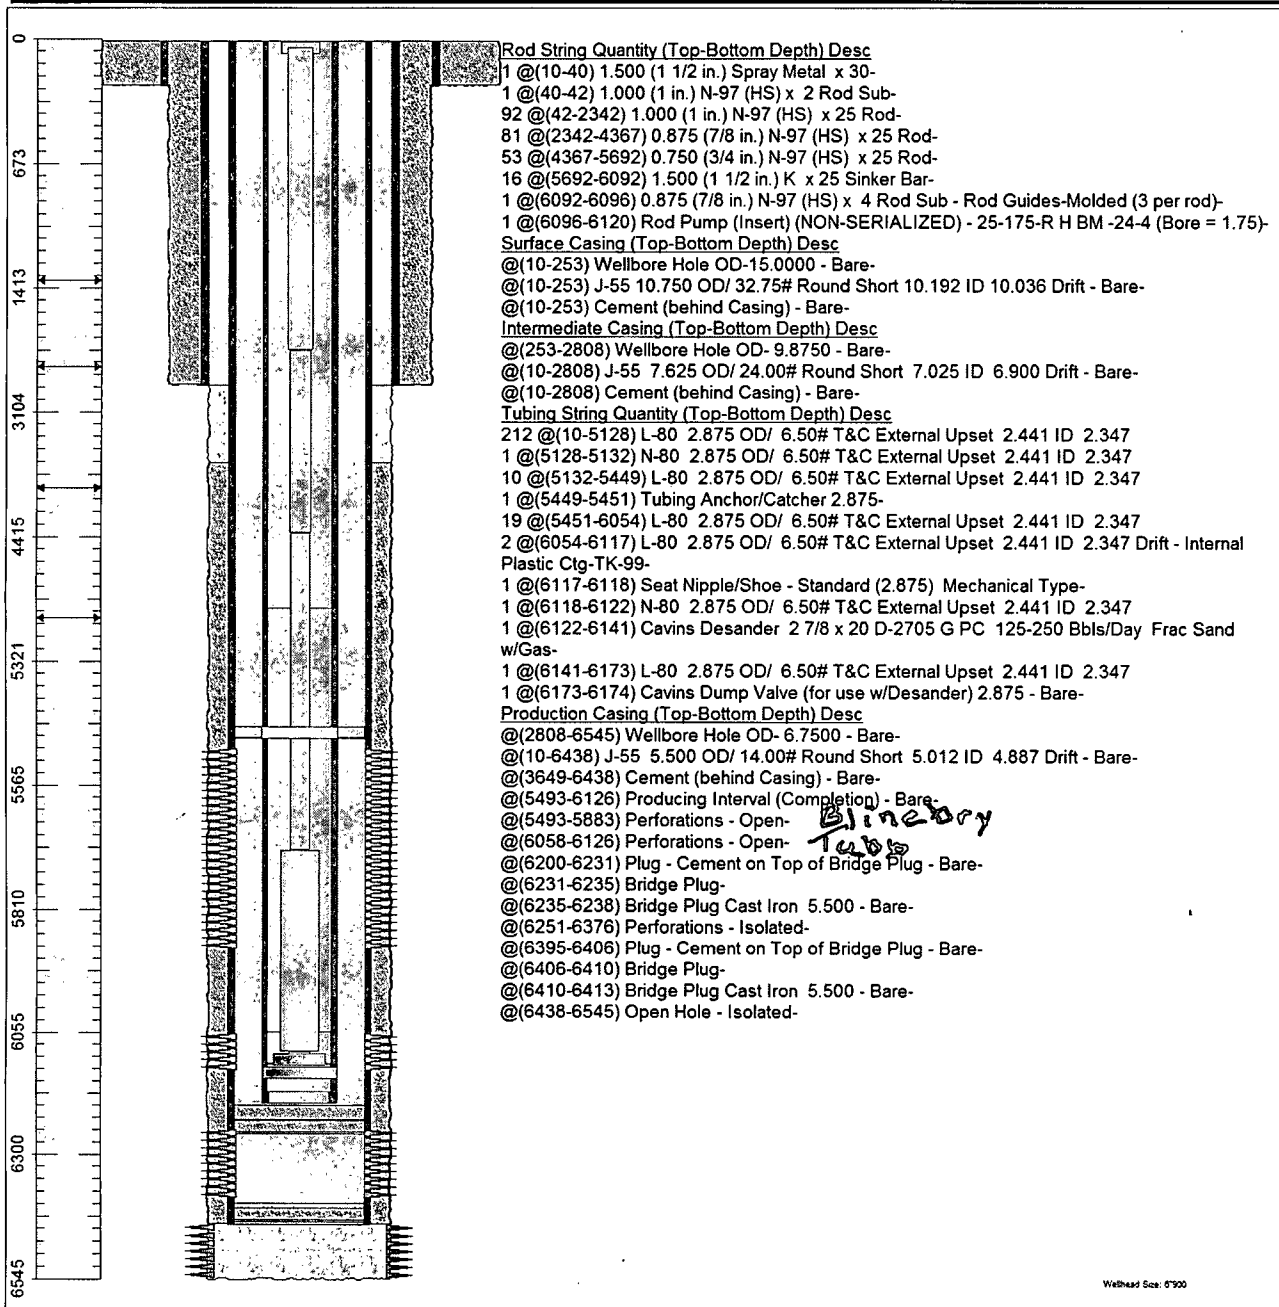 Rod String Quantity (Top-Bottom Depth) Desc
1 @(10-40) 1.500 (1 1/2 in.) Spray Metal x 30-
1 @(40-42) 1.000 (1 in.) N-97 (HS) x 2 Rod Sub-
92 @(42-2342) 1.000 (1 in.) N-97 (HS) x 25 Rod-
81 @(2342-4367) 0.875 (7/8 in.) N-97 (HS) x 25 Rod-
53 @(4367-5692) 0.750 (3/4 in.) N-97 (HS) x 25 Rod-
16 @(5692-6092) 1.500 (1 1/2 in.) K x 25 Sinker Bar-
1 @(6092-6096) 0.875 (7/8 in.) N-97 (HS) x 4 Rod Sub - Rod Guides-Molded (3 per rod)-
1 @(6096-6120) Rod Pump (Insert) (NON-SERIALIZED) - 25-175-R H BM -24-4 (Bore = 1.75)-
Surface Casing (Top-Bottom Depth) Desc
@(10-253) Wellbore Hole OD-15.0000 - Bare-
@(10-253) J-55 10.750 OD/ 32.75# Round Short 10.192 ID 10.036 Drift - Bare-
@(10-253) Cement (behind Casing) - Bare-
Intermediate Casing (Top-Bottom Depth) Desc
@(253-2808) Wellbore Hole OD- 9.8750 - Bare-
@(10-2808) J-55 7.625 OD/ 24.00# Round Short 7.025 ID 6.900 Drift - Bare-
@(10-2808) Cement (behind Casing) - Bare-
Tubing String Quantity (Top-Bottom Depth) Desc
212 @(10-5128) L-80 2.875 OD/ 6.50# T&C External Upset 2.441 ID 2.347
1 @(5128-5132) N-80 2.875 OD/ 6.50# T&C External Upset 2.441 ID 2.347
10 @(5132-5449) L-80 2.875 OD/ 6.50# T&C External Upset 2.441 ID 2.347
1 @(5449-5451) Tubing Anchor/Catcher 2.875-
19 @(5451-6054) L-80 2.875 OD/ 6.50# T&C External Upset 2.441 ID 2.347
2 @(6054-6117) L-80 2.875 OD/ 6.50# T&C External Upset 2.441 ID 2.347 Drift - Internal
Plastic Ctg-TK-99-
1 @(6117-6118) Seat Nipple/Shoe - Standard (2.875) Mechanical Type-
1 @(6118-6122) N-80 2.875 OD/ 6.50# T&C External Upset 2.441 ID 2.347
1 @(6122-6141) Cavins Desander 2 7/8 x 20 D-2705 G PC 125-250 Bbls/Day Frac Sand
w/Gas-
1 @(6141-6173) L-80 2.875 OD/ 6.50# T&C External Upset 2.441 ID 2.347
1 @(6173-6174) Cavins Dump Valve (for use w/Desander) 2.875 - Bare-
Production Casing (Top-Bottom Depth) Desc
@(2808-6545) Wellbore Hole OD- 6.7500 - Bare-
@(10-6438) J-55 5.500 OD/ 14.00# Round Short 5.012 ID 4.887 Drift - Bare-
@(3649-6438) Cement (behind Casing) - Bare-
@(5493-6126) Producing Interval (Completion) - Bare-
@(5493-5883) Perforations - Open- Blinebry
@(6058-6126) Perforations - Open- Tubb
@(6200-6231) Plug - Cement on Top of Bridge Plug - Bare-
@(6231-6235) Bridge Plug-
@(6235-6238) Bridge Plug Cast Iron 5.500 - Bare-
@(6251-6376) Perforations - Isolated-
@(6395-6406) Plug - Cement on Top of Bridge Plug - Bare-
@(6406-6410) Bridge Plug-
@(6410-6413) Bridge Plug Cast Iron 5.500 - Bare-
@(6438-6545) Open Hole - Isolated-
0
673
1413
3104
4415
5321
5565
5810
6055
6300
6545
Wellhead Size: